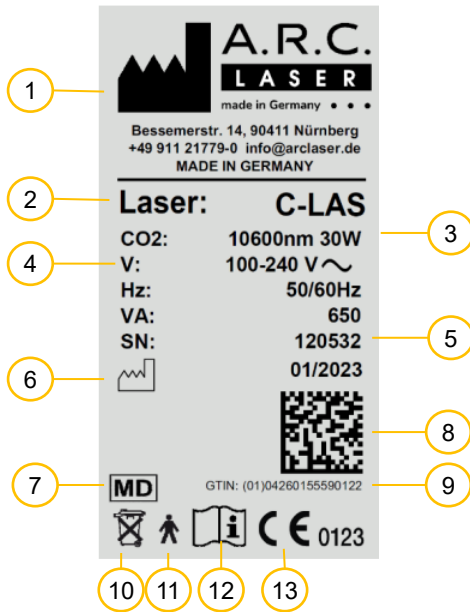 A.R.C.
LASER
made in Germany
Bessemerstr. 14, 90411 Nürnberg
+49 911 21779-0 info@arclaser.de
MADE IN GERMANY
1
2 Laser: C-LAS
CO2: 10600nm 30W 3
4 V: 100-240 V
Hz: 50/60Hz
VA: 650
SN: 120532 5
6 01/2023
8
7 MD GTIN: (01)04260155590122 9
CE 0123
10 11 12 13